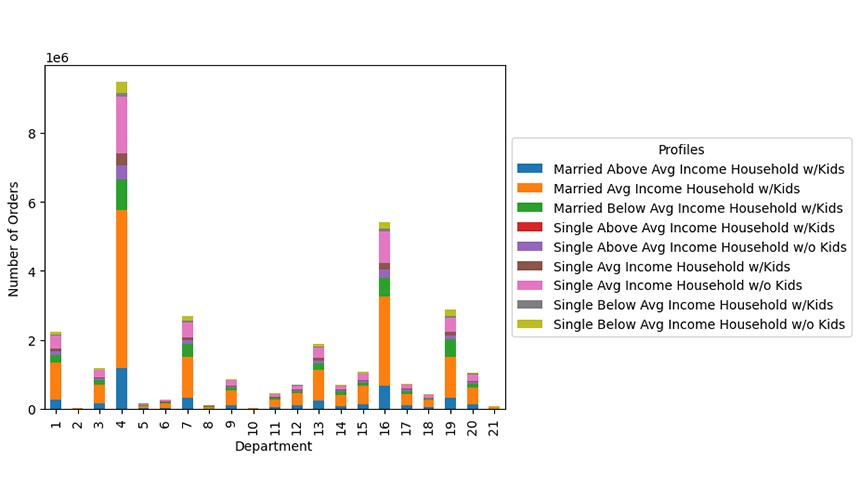 1e6
8
6
4
2
0
Number of Orders
1 2 3 4 5 6 7 8 9 10 11 12 13 14 15 16 17 18 19 20 21
Department
Profiles
Married Above Avg Income Household w/Kids
Married Avg Income Household w/Kids
Married Below Avg Income Household w/Kids
Single Above Avg Income Household w/Kids
Single Above Avg Income Household w/o Kids
Single Avg Income Household w/Kids
Single Avg Income Household w/o Kids
Single Below Avg Income Household w/Kids
Single Below Avg Income Household w/o Kids